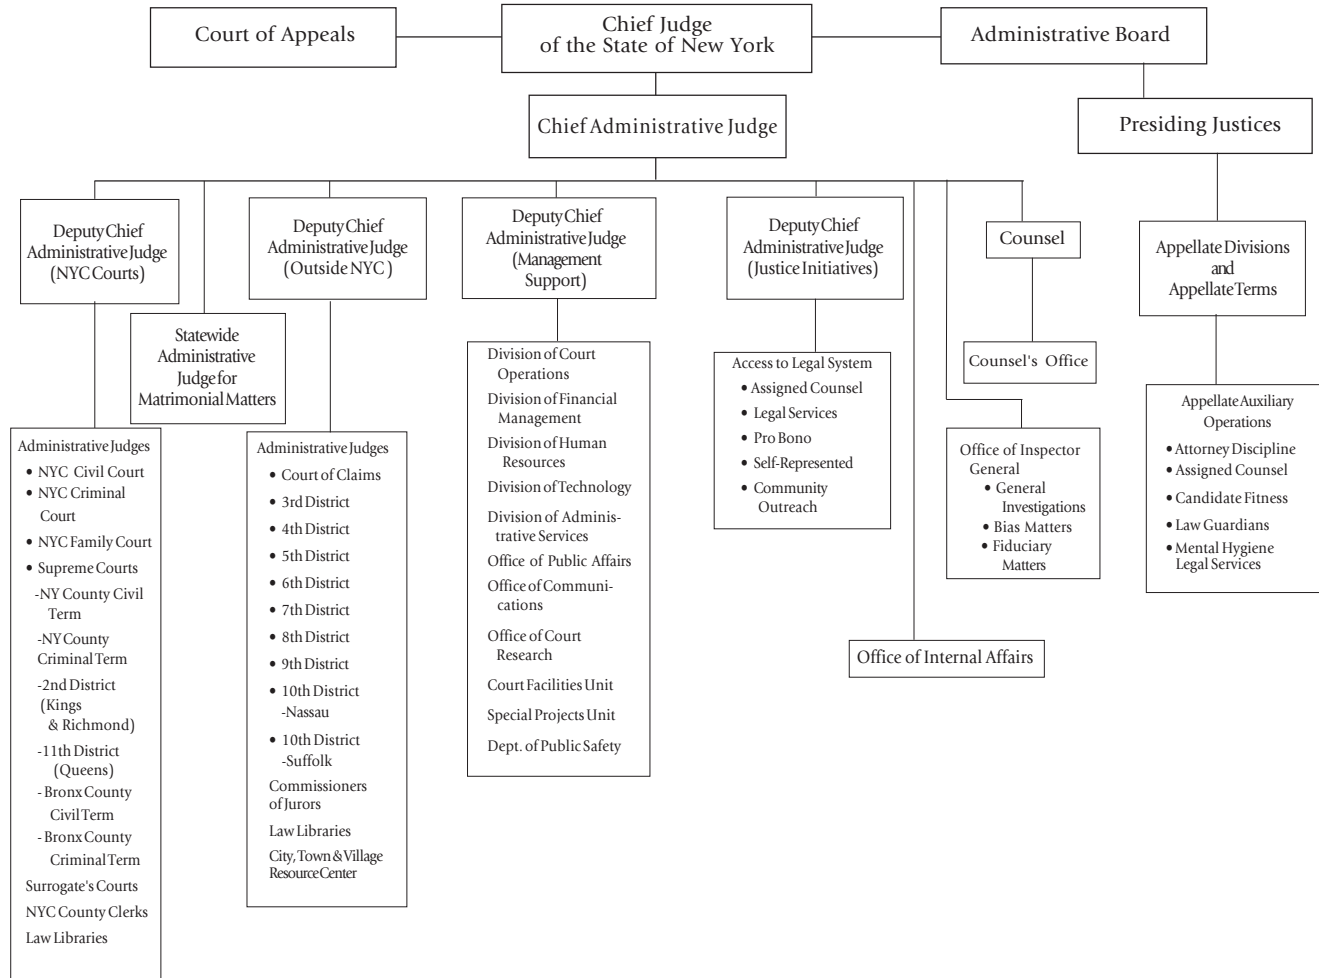 Court of Appeals
Chief Judge
of the State of New York
Administrative Board
Chief Administrative Judge
Presiding Justices
Deputy Chief
Administrative Judge
(NYC Courts)
Statewide
Administrative
Judge for
Matrimonial Matters
Deputy Chief
Administrative Judge
(Outside NYC)
Deputy Chief
Administrative Judge
(Management
Support)
Deputy Chief
Administrative Judge
(Justice Initiatives)
Counsel
Counsel's Office
Appellate Divisions
and
Appellate Terms
Administrative Judges
• NYC Civil Court
• NYC Criminal
Court
• NYC Family Court
• Supreme Courts
-NY County Civil
Term
-NY County
Criminal Term
-2nd District
(Kings
& Richmond)
-11th District
(Queens)
- Bronx County
Civil Term
- Bronx County
Criminal Term
Surrogate's Courts
NYC County Clerks
Law Libraries
Administrative Judges
• Court of Claims
• 3rd District
• 4th District
• 5th District
• 6th District
• 7th District
• 8th District
• 9th District
• 10th District
-Nassau
• 10th District
-Suffolk
Commissioners
of Jurors
Law Libraries
City, Town & Village
Resource Center
Division of Court
Operations
Division of Financial
Management
Division of Human
Resources
Division of Technology
Division of Adminis-
trative Services
Office of Public Affairs
Office of Communi-
cations
Office of Court
Research
Court Facilities Unit
Special Projects Unit
Dept. of Public Safety
Access to Legal System
• Assigned Counsel
• Legal Services
• Pro Bono
• Self-Represented
• Community
Outreach
Office of Internal Affairs
Office of Inspector
General
• General
Investigations
• Bias Matters
• Fiduciary
Matters
Appellate Auxiliary
Operations
• Attorney Discipline
• Assigned Counsel
• Candidate Fitness
• Law Guardians
• Mental Hygiene
Legal Services